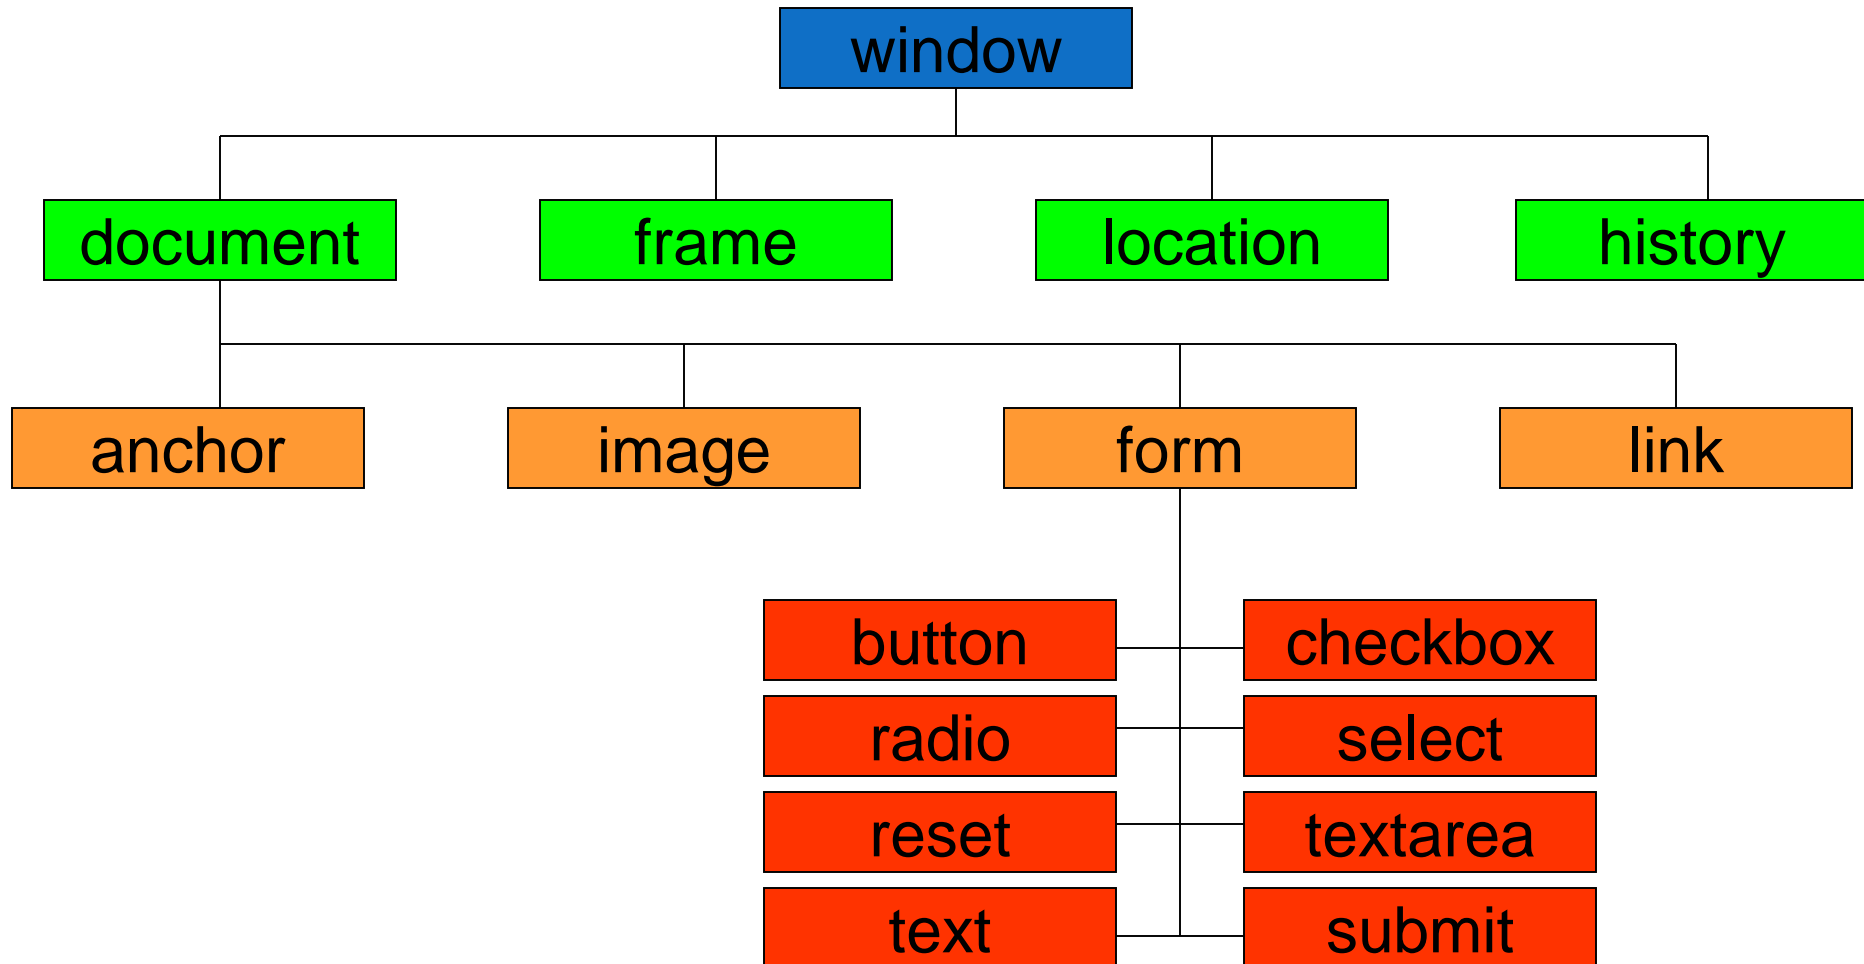 window
document
frame
location
history
anchor
image
form
link
button
checkbox
radio
select
reset
textarea
text
submit